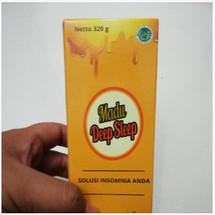 Netto 320 g
Madu
Deep Sleep
SOLUSI INSOMNIA ANDA